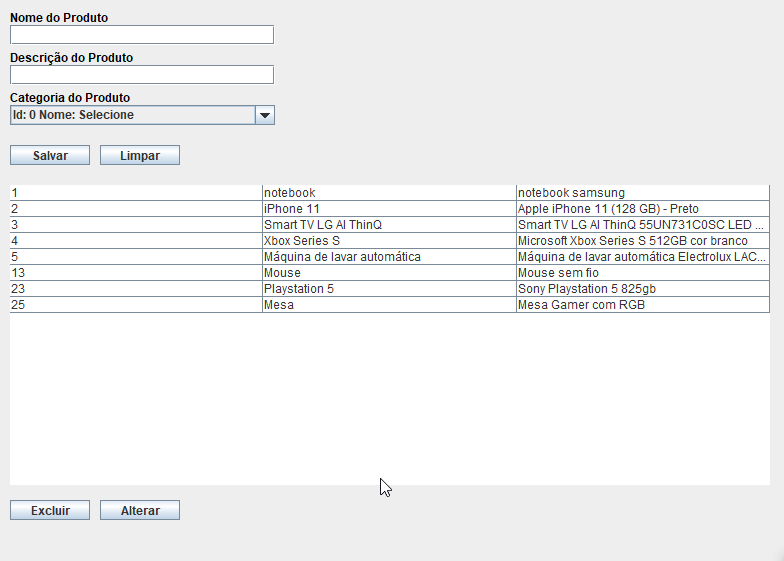 Nome do Produto
Descrição do Produto
Categoria do Produto
Id: 0 Nome: Selecione
Salvar Limpar
1 notebook notebook samsung
2 iPhone 11 Apple iPhone 11 (128 GB) - Preto
3 Smart TV LG AI ThinQ Smart TV LG AI ThinQ 55UN731C0SC LED ...
4 Xbox Series S Microsoft Xbox Series S 512GB cor branco
5 Máquina de lavar automática Máquina de lavar automática Electrolux LAC...
13 Mouse Mouse sem fio
23 Playstation 5 Sony Playstation 5 825gb
25 Mesa Mesa Gamer com RGB
Excluir Alterar